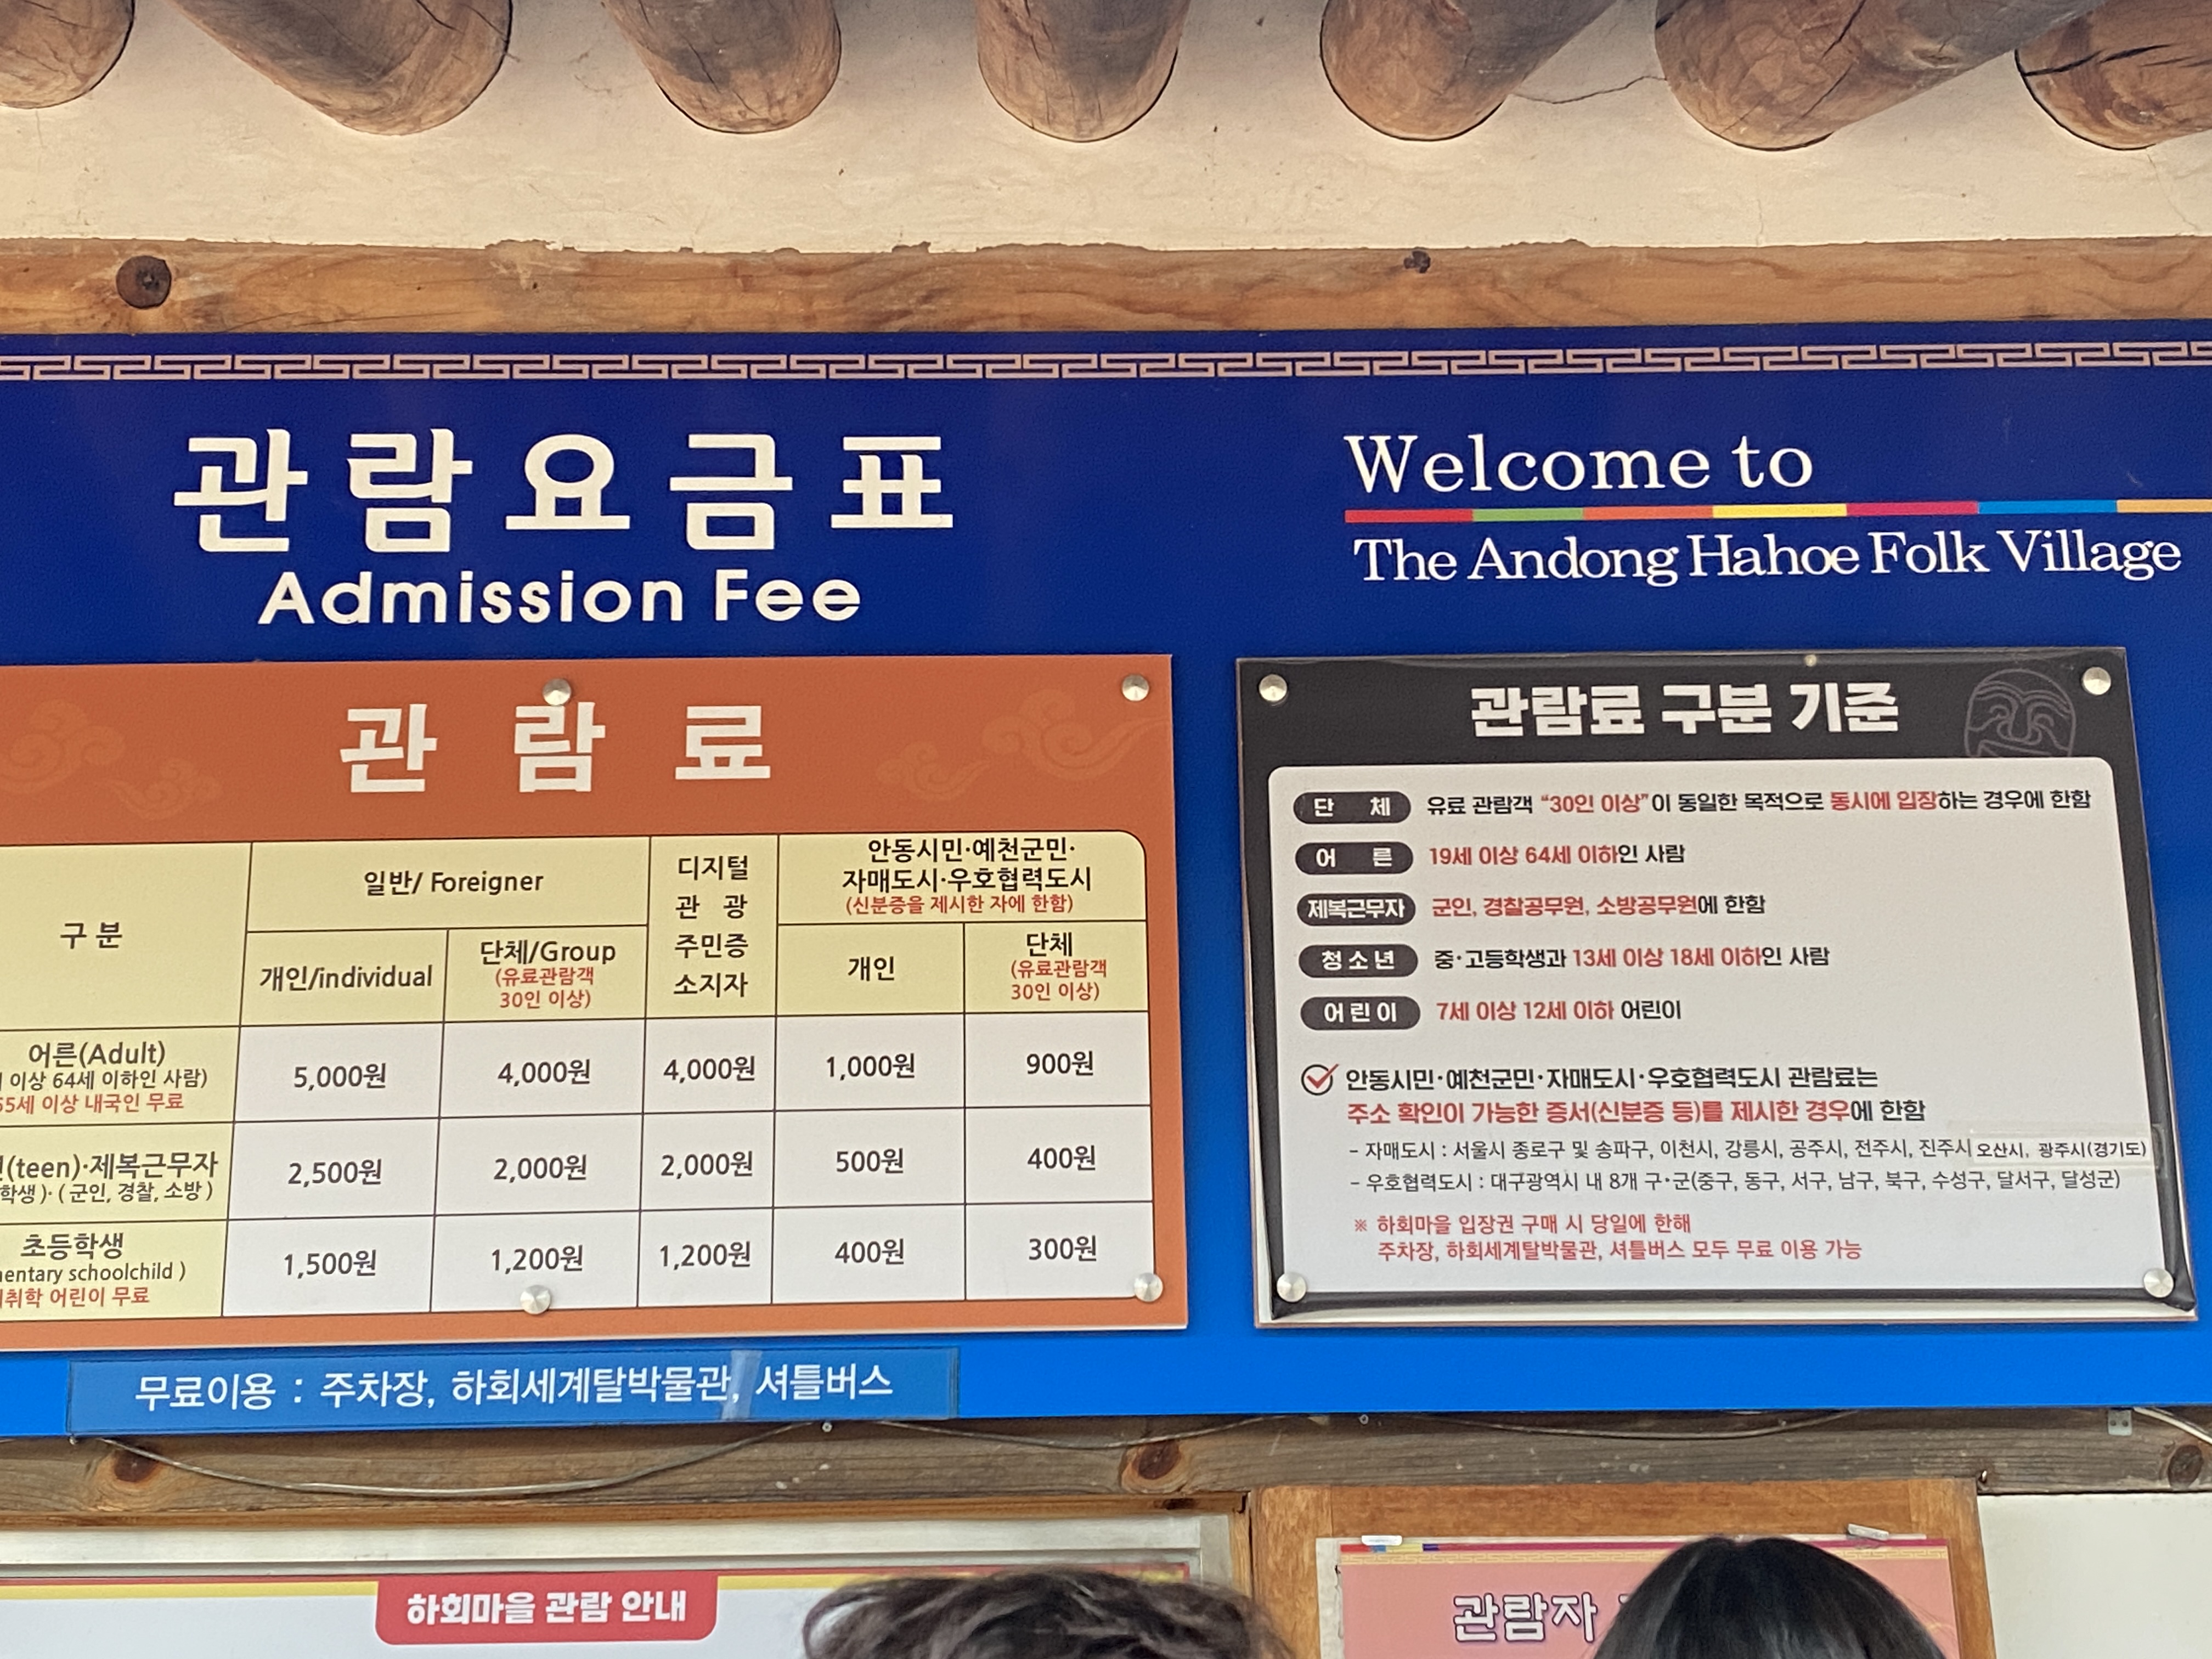 관람요금표
Admission Fee
Welcome to
The Andong Hahoe Folk Village
관 람 료
구 분
일반/ Foreigner
디지털
관 광
주민증
소지자
안동시민·예천군민·
자매도시·우호협력도시
(신분증을 제시한 자에 한함)
개인/individual
단체/Group
(유료관람객
30인 이상)
개인
단체
(유료관람객
30인 이상)
어른(Adult)
이상 64세 이하인 사람)
이상 내국인 무료
5,000원
4,000원
4,000원
1,000원
900원
(teen)·제복근무자
학생)·( 군인, 경찰, 소방 )
2,500원
2,000원
2,000원
500원
400원
초등학생
schoolchild )
어린이 무료
1,500원
1,200원
1,200원
400원
300원
무료이용 : 주차장, 하회세계탈박물관, 셔틀버스
관람료 구분 기준
단 체 유료 관람객 “30인 이상”이 동일한 목적으로 동시에 입장하는 경우에 한함
어 른 19세 이상 64세 이하인 사람
제복근무자 군인, 경찰공무원, 소방공무원에 한함
청소년 중·고등학생과 13세 이상 18세 이하인 사람
어린이 7세 이상 12세 이하 어린이
안동시민·예천군민·자매도시·우호협력도시 관람료는
주소 확인이 가능한 증서(신분증 등)를 제시한 경우에 한함
- 자매도시 : 서울시 종로구 및 송파구, 이천시, 강릉시, 공주시, 전주시, 진주시 오산시, 광주시(경기도)
- 우호협력도시 : 대구광역시 내 8개 구·군(중구, 동구, 서구, 남구, 북구, 수성구, 달서구, 달성군)
※ 하회마을 입장권 구매 시 당일에 한해
주차장, 하회세계탈박물관, 셔틀버스 모두 무료 이용 가능
하회마을 관람 안내
관람자